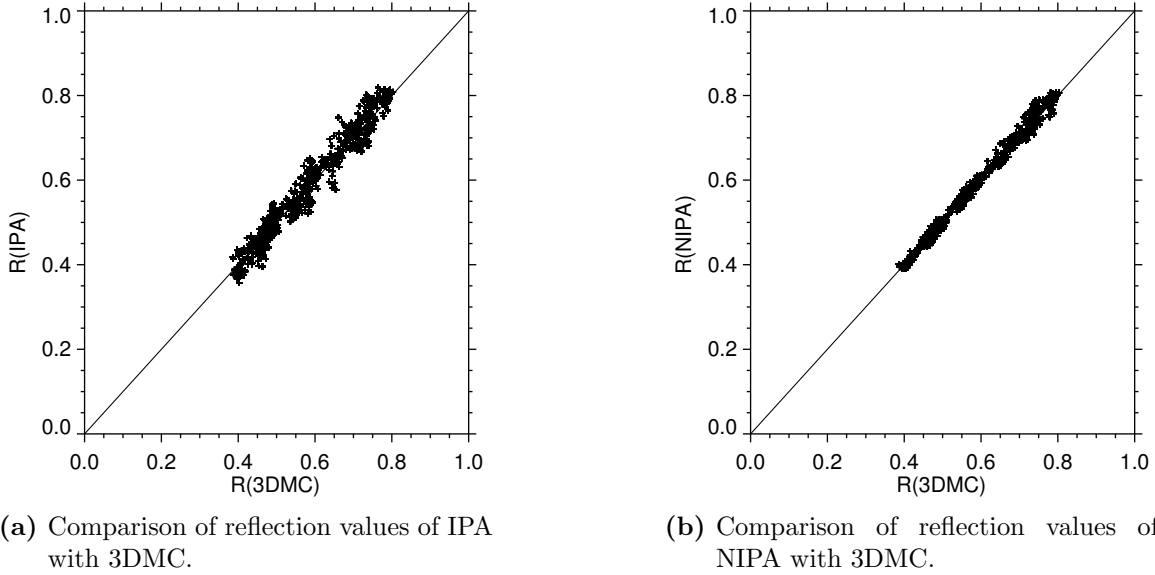 1.0
0.8
0.6
0.4
0.2
0.0
R(IPA)
0.0 0.2 0.4 0.6 0.8 1.0
R(3DMC)
(a) Comparison of reflection values of IPA
with 3DMC.
1.0
0.8
0.6
0.4
0.2
0.0
R(NIPA)
0.0 0.2 0.4 0.6 0.8 1.0
R(3DMC)
(b) Comparison of reflection values of
NIPA with 3DMC.